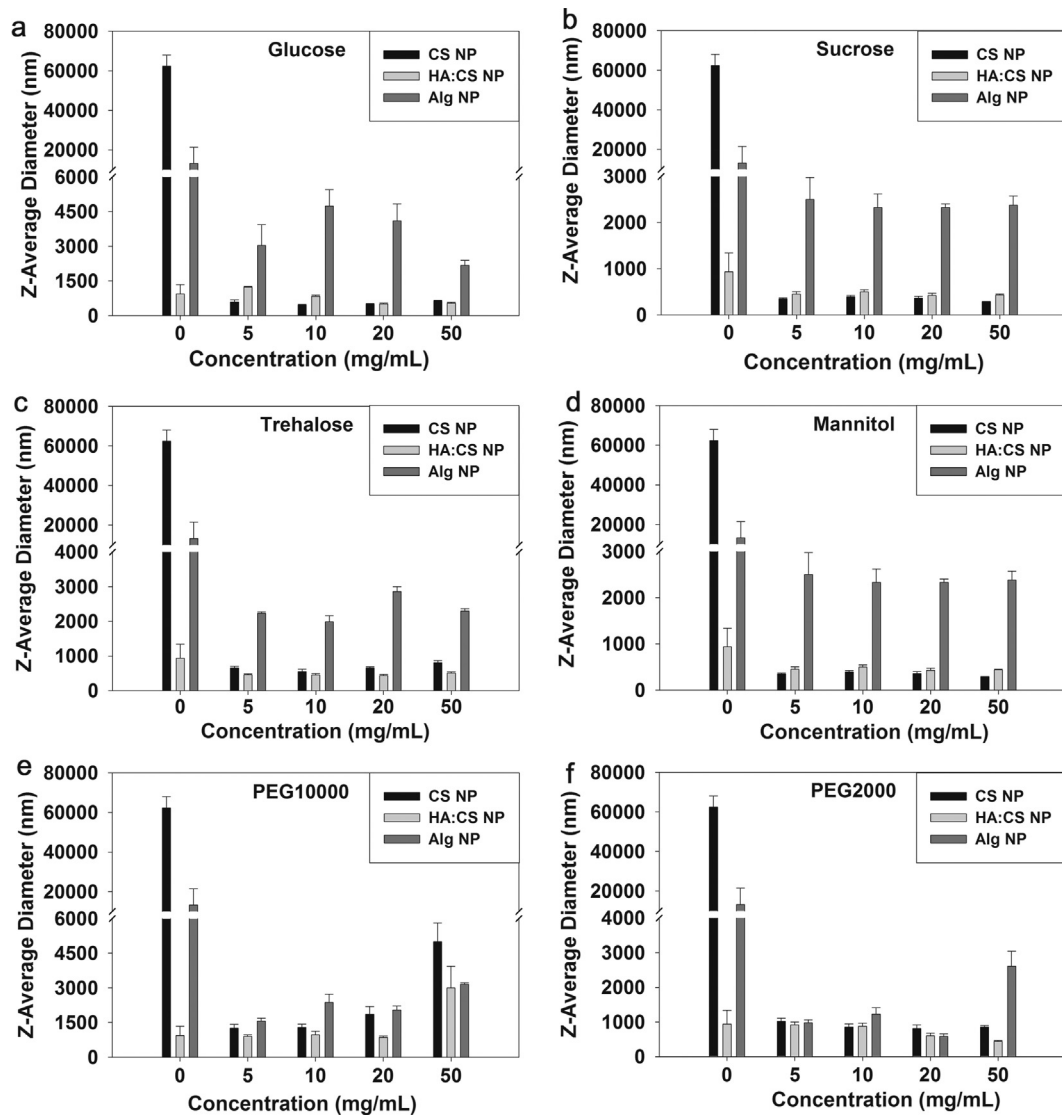 a
Glucose
CS NP
HA:CS NP
Alg NP
Z-Average Diameter (nm)
80000
60000
40000
20000
6000
4500
3000
1500
0
0 5 10 20 50
Concentration (mg/mL)
b
Sucrose
CS NP
HA:CS NP
Alg NP
Z-Average Diameter (nm)
80000
60000
40000
20000
3000
2000
1000
0
0 5 10 20 50
Concentration (mg/mL)
c
Trehalose
CS NP
HA:CS NP
Alg NP
Z-Average Diameter (nm)
80000
60000
40000
20000
4000
3000
2000
1000
0
0 5 10 20 50
Concentration (mg/mL)
d
Mannitol
CS NP
HA:CS NP
Alg NP
Z-Average Diameter (nm)
80000
60000
40000
20000
3000
2000
1000
0
0 5 10 20 50
Concentration (mg/mL)
e
PEG10000
CS NP
HA:CS NP
Alg NP
Z-Average Diameter (nm)
80000
60000
40000
20000
6000
4500
3000
1500
0
0 5 10 20 50
Concentration (mg/mL)
f
PEG2000
CS NP
HA:CS NP
Alg NP
Z-Average Diameter (nm)
80000
60000
40000
20000
4000
3000
2000
1000
0
0 5 10 20 50
Concentration (mg/mL)